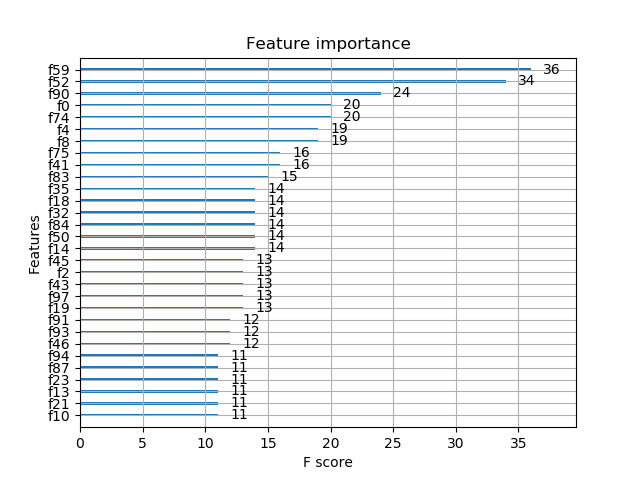 Feature importance
Features
f59 36
f52 34
f90 24
f0 20
f74 20
f4 19
f8 19
f75 16
f41 16
f83 15
f35 14
f18 14
f32 14
f84 14
f50 14
f14 14
f45 13
f2 13
f43 13
f97 13
f19 13
f91 12
f93 12
f46 12
f94 11
f87 11
f23 11
f13 11
f21 11
f10 11
0 5 10 15 20 25 30 35
F score